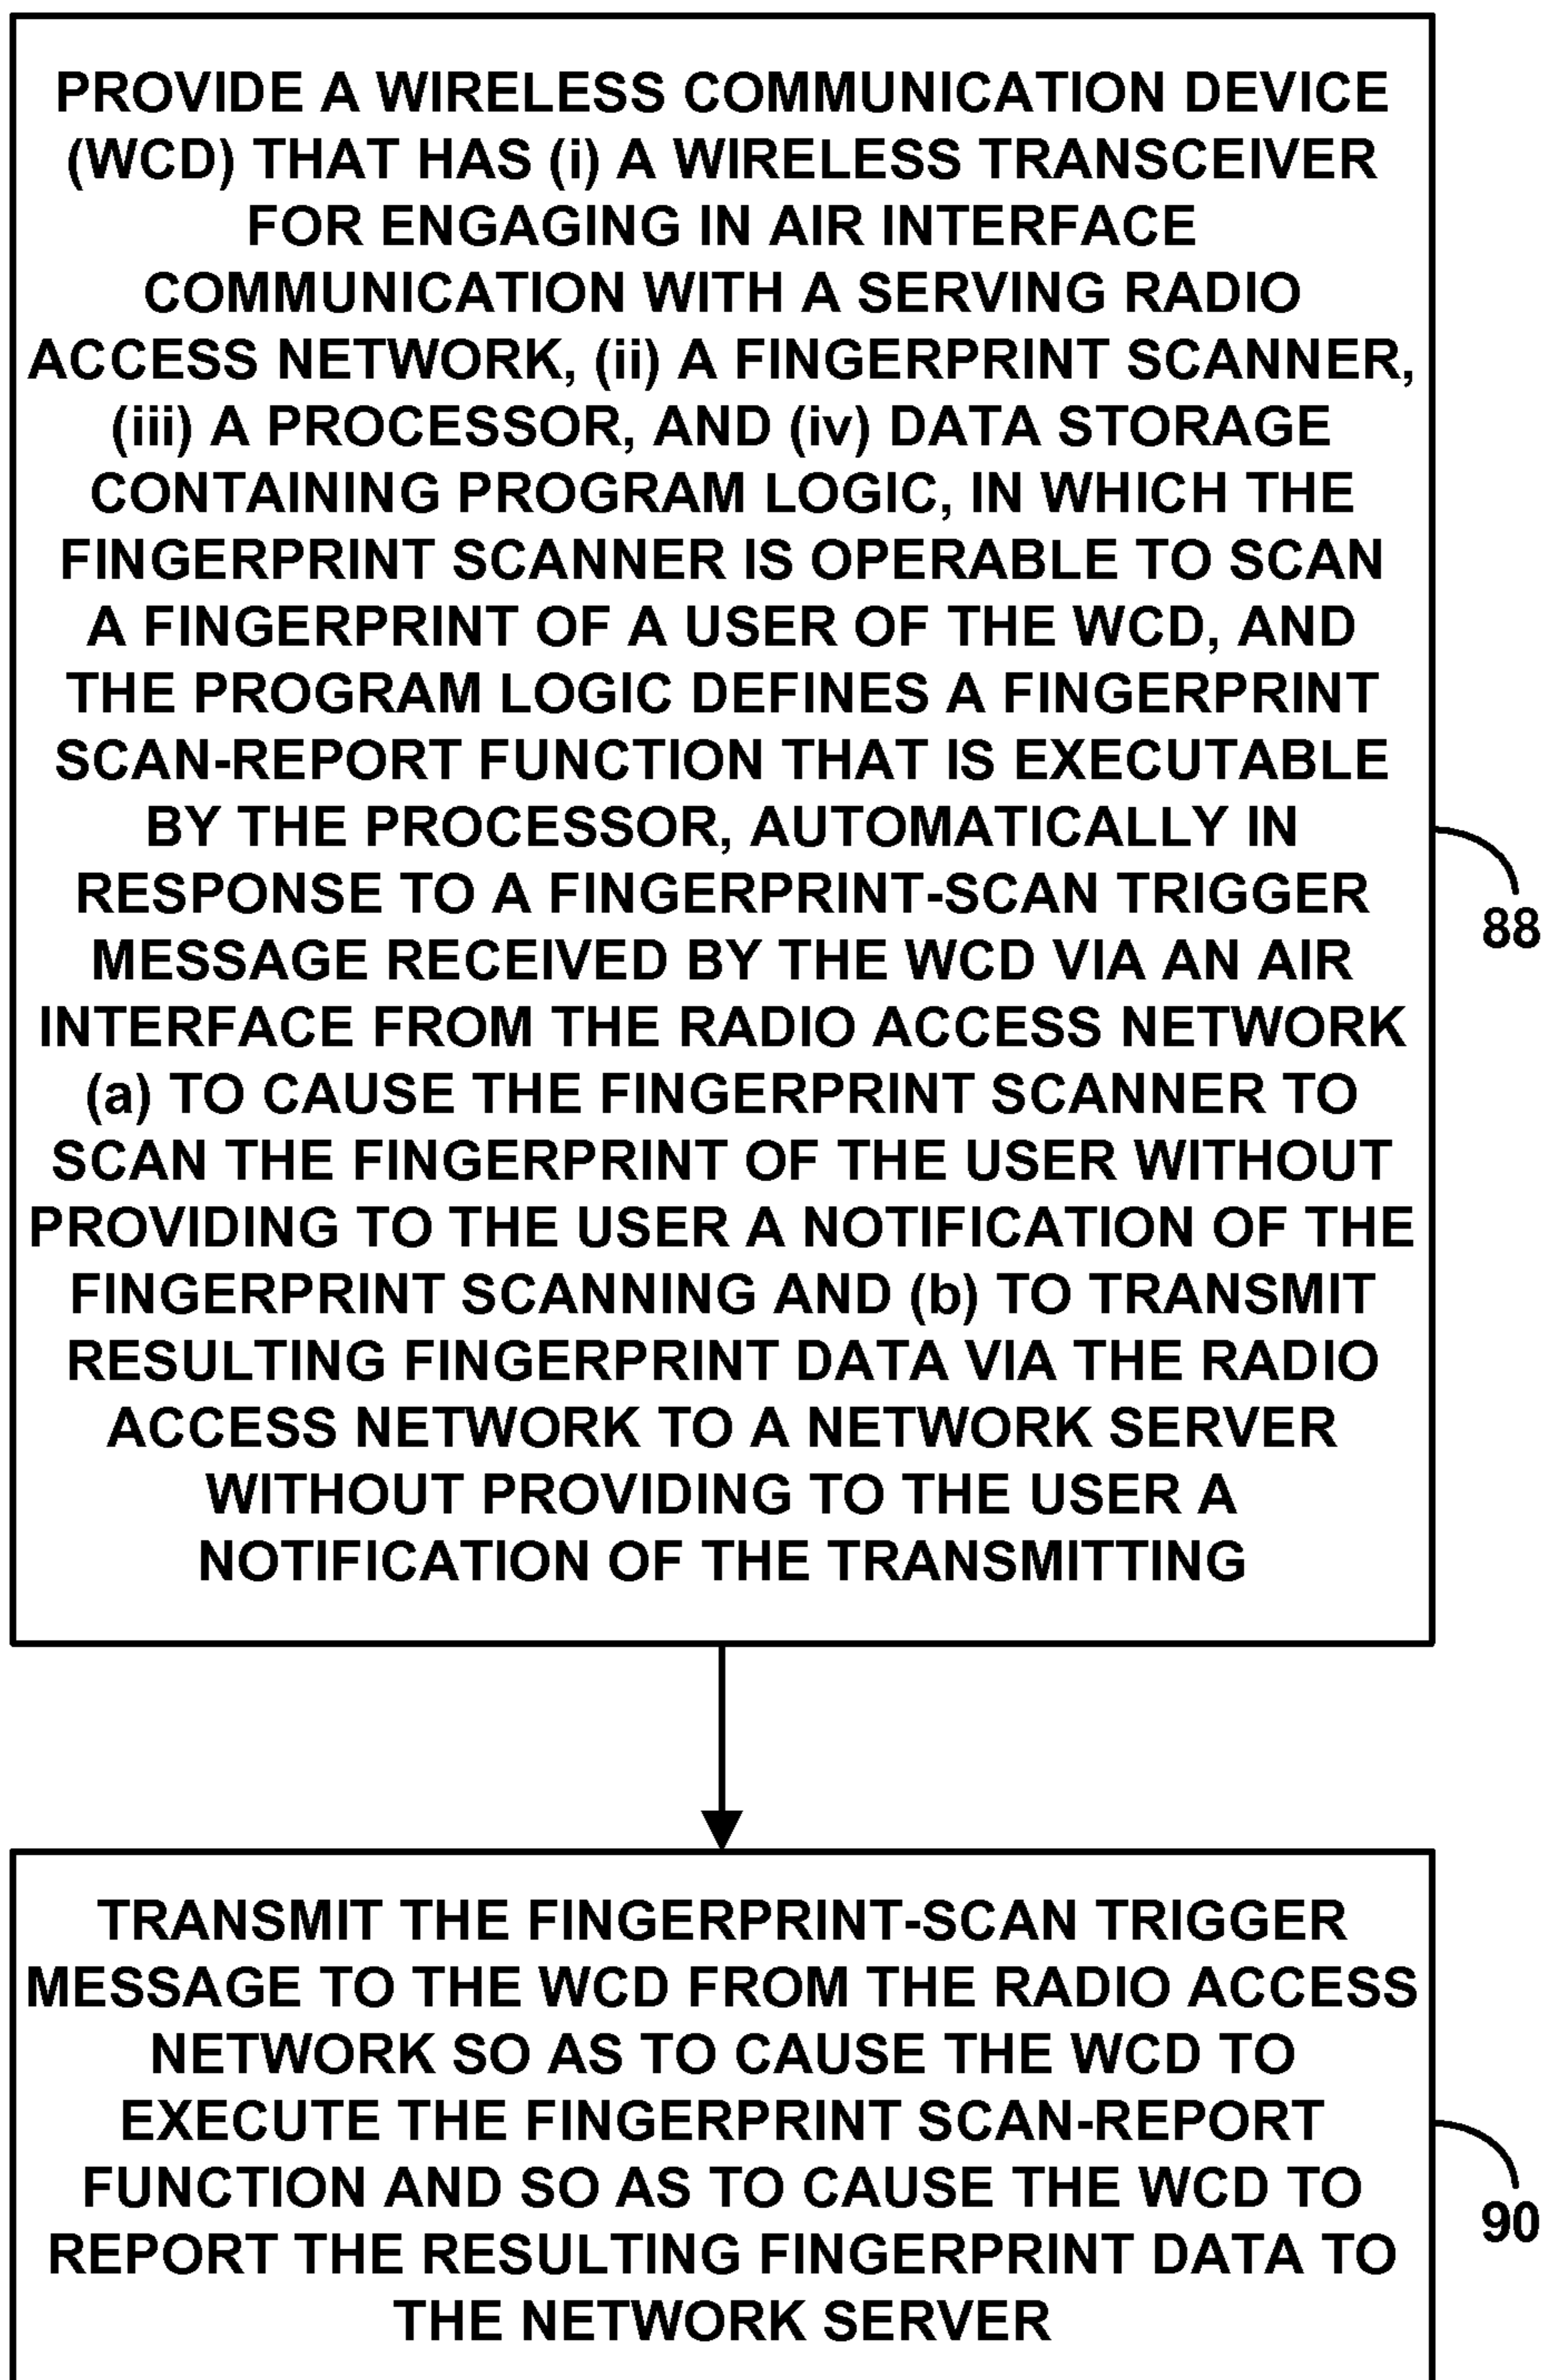 PROVIDE A WIRELESS COMMUNICATION DEVICE
(WCD) THAT HAS (i) A WIRELESS TRANSCEIVER
FOR ENGAGING IN AIR INTERFACE
COMMUNICATION WITH A SERVING RADIO
ACCESS NETWORK, (ii) A FINGERPRINT SCANNER,
(iii) A PROCESSOR, AND (iv) DATA STORAGE
CONTAINING PROGRAM LOGIC, IN WHICH THE
FINGERPRINT SCANNER IS OPERABLE TO SCAN
A FINGERPRINT OF A USER OF THE WCD, AND
THE PROGRAM LOGIC DEFINES A FINGERPRINT
SCAN-REPORT FUNCTION THAT IS EXECUTABLE
BY THE PROCESSOR, AUTOMATICALLY IN
RESPONSE TO A FINGERPRINT-SCAN TRIGGER
MESSAGE RECEIVED BY THE WCD VIA AN AIR
INTERFACE FROM THE RADIO ACCESS NETWORK
(a) TO CAUSE THE FINGERPRINT SCANNER TO
SCAN THE FINGERPRINT OF THE USER WITHOUT
PROVIDING TO THE USER A NOTIFICATION OF THE
FINGERPRINT SCANNING AND (b) TO TRANSMIT
RESULTING FINGERPRINT DATA VIA THE RADIO
ACCESS NETWORK TO A NETWORK SERVER
WITHOUT PROVIDING TO THE USER A
NOTIFICATION OF THE TRANSMITTING
88
TRANSMIT THE FINGERPRINT-SCAN TRIGGER
MESSAGE TO THE WCD FROM THE RADIO ACCESS
NETWORK SO AS TO CAUSE THE WCD TO
EXECUTE THE FINGERPRINT SCAN-REPORT
FUNCTION AND SO AS TO CAUSE THE WCD TO
REPORT THE RESULTING FINGERPRINT DATA TO
THE NETWORK SERVER
90